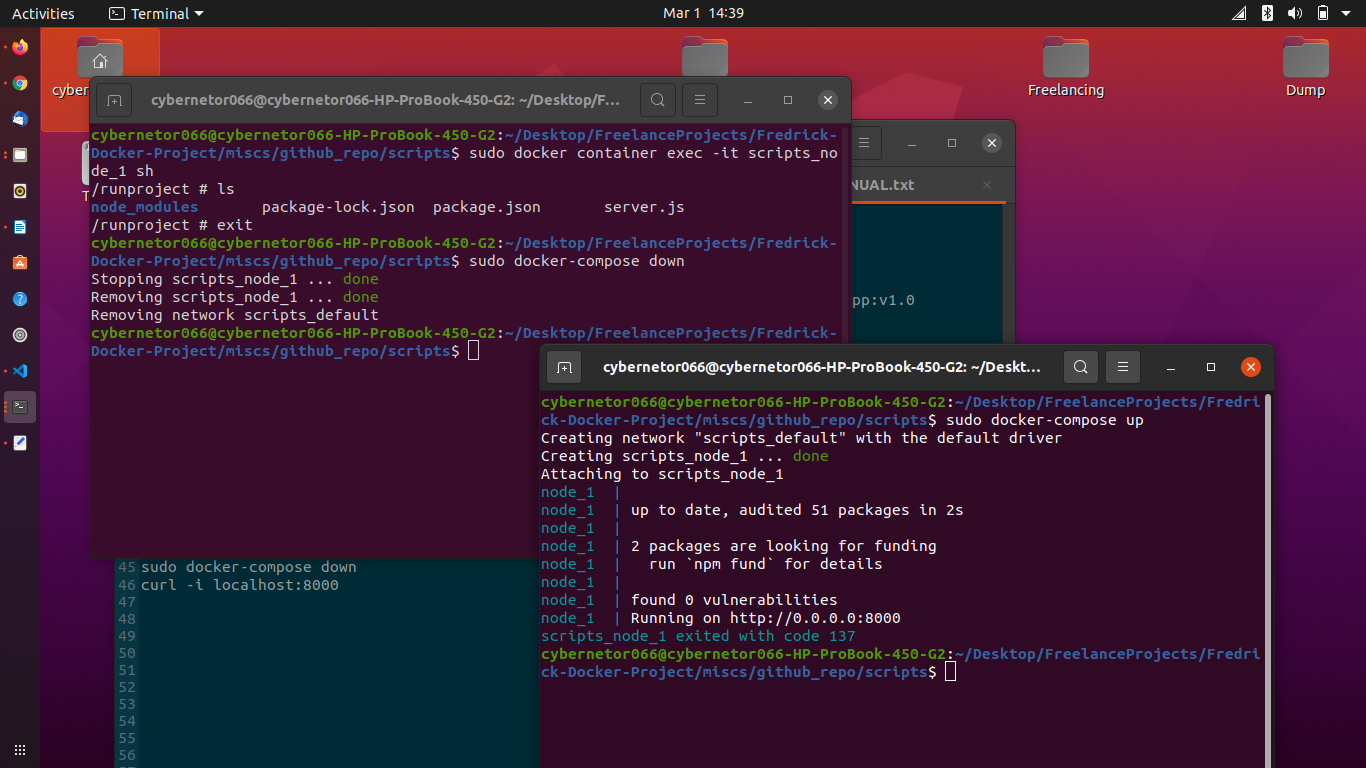 Activities
Terminal
Mar 1 14:39
cyber
Freelancing
Dump
cybernetor066@cybernetor066-HP-ProBook-450-G2: ~/Desktop/F...
cybernetor066@cybernetor066-HP-ProBook-450-G2:~/Desktop/FreelanceProjects/Fredrick-
Docker-Project/miscs/github_repo/scripts$ sudo docker container exec -it scripts_no
de_1 sh
/runproject # ls
node_modules package-lock.json package.json server.js
/runproject # exit
cybernetor066@cybernetor066-HP-ProBook-450-G2:~/Desktop/FreelanceProjects/Fredrick-
Docker-Project/miscs/github_repo/scripts$ sudo docker-compose down
Stopping scripts_node_1 ... done
Removing scripts_node_1 ... done
Removing network scripts_default
cybernetor066@cybernetor066-HP-ProBook-450-G2:~/Desktop/FreelanceProjects/Fredrick-
Docker-Project/miscs/github_repo/scripts$
NUAL.txt
pp:v1.0
45 sudo docker-compose down
46 curl -i localhost:8000
47
48
49
50
51
52
53
54
55
56
cybernetor066@cybernetor066-HP-ProBook-450-G2: ~/Deskt...
cybernetor066@cybernetor066-HP-ProBook-450-G2:~/Desktop/FreelanceProjects/Fredri
ck-Docker-Project/miscs/github_repo/scripts$ sudo docker-compose up
Creating network "scripts_default" with the default driver
Creating scripts_node_1 ... done
Attaching to scripts_node_1
node_1 |
node_1 | up to date, audited 51 packages in 2s
node_1 |
node_1 | 2 packages are looking for funding
node_1 | run `npm fund` for details
node_1 |
node_1 | found 0 vulnerabilities
node_1 | Running on http://0.0.0.0:8000
scripts_node_1 exited with code 137
cybernetor066@cybernetor066-HP-ProBook-450-G2:~/Desktop/FreelanceProjects/Fredri
ck-Docker-Project/miscs/github_repo/scripts$